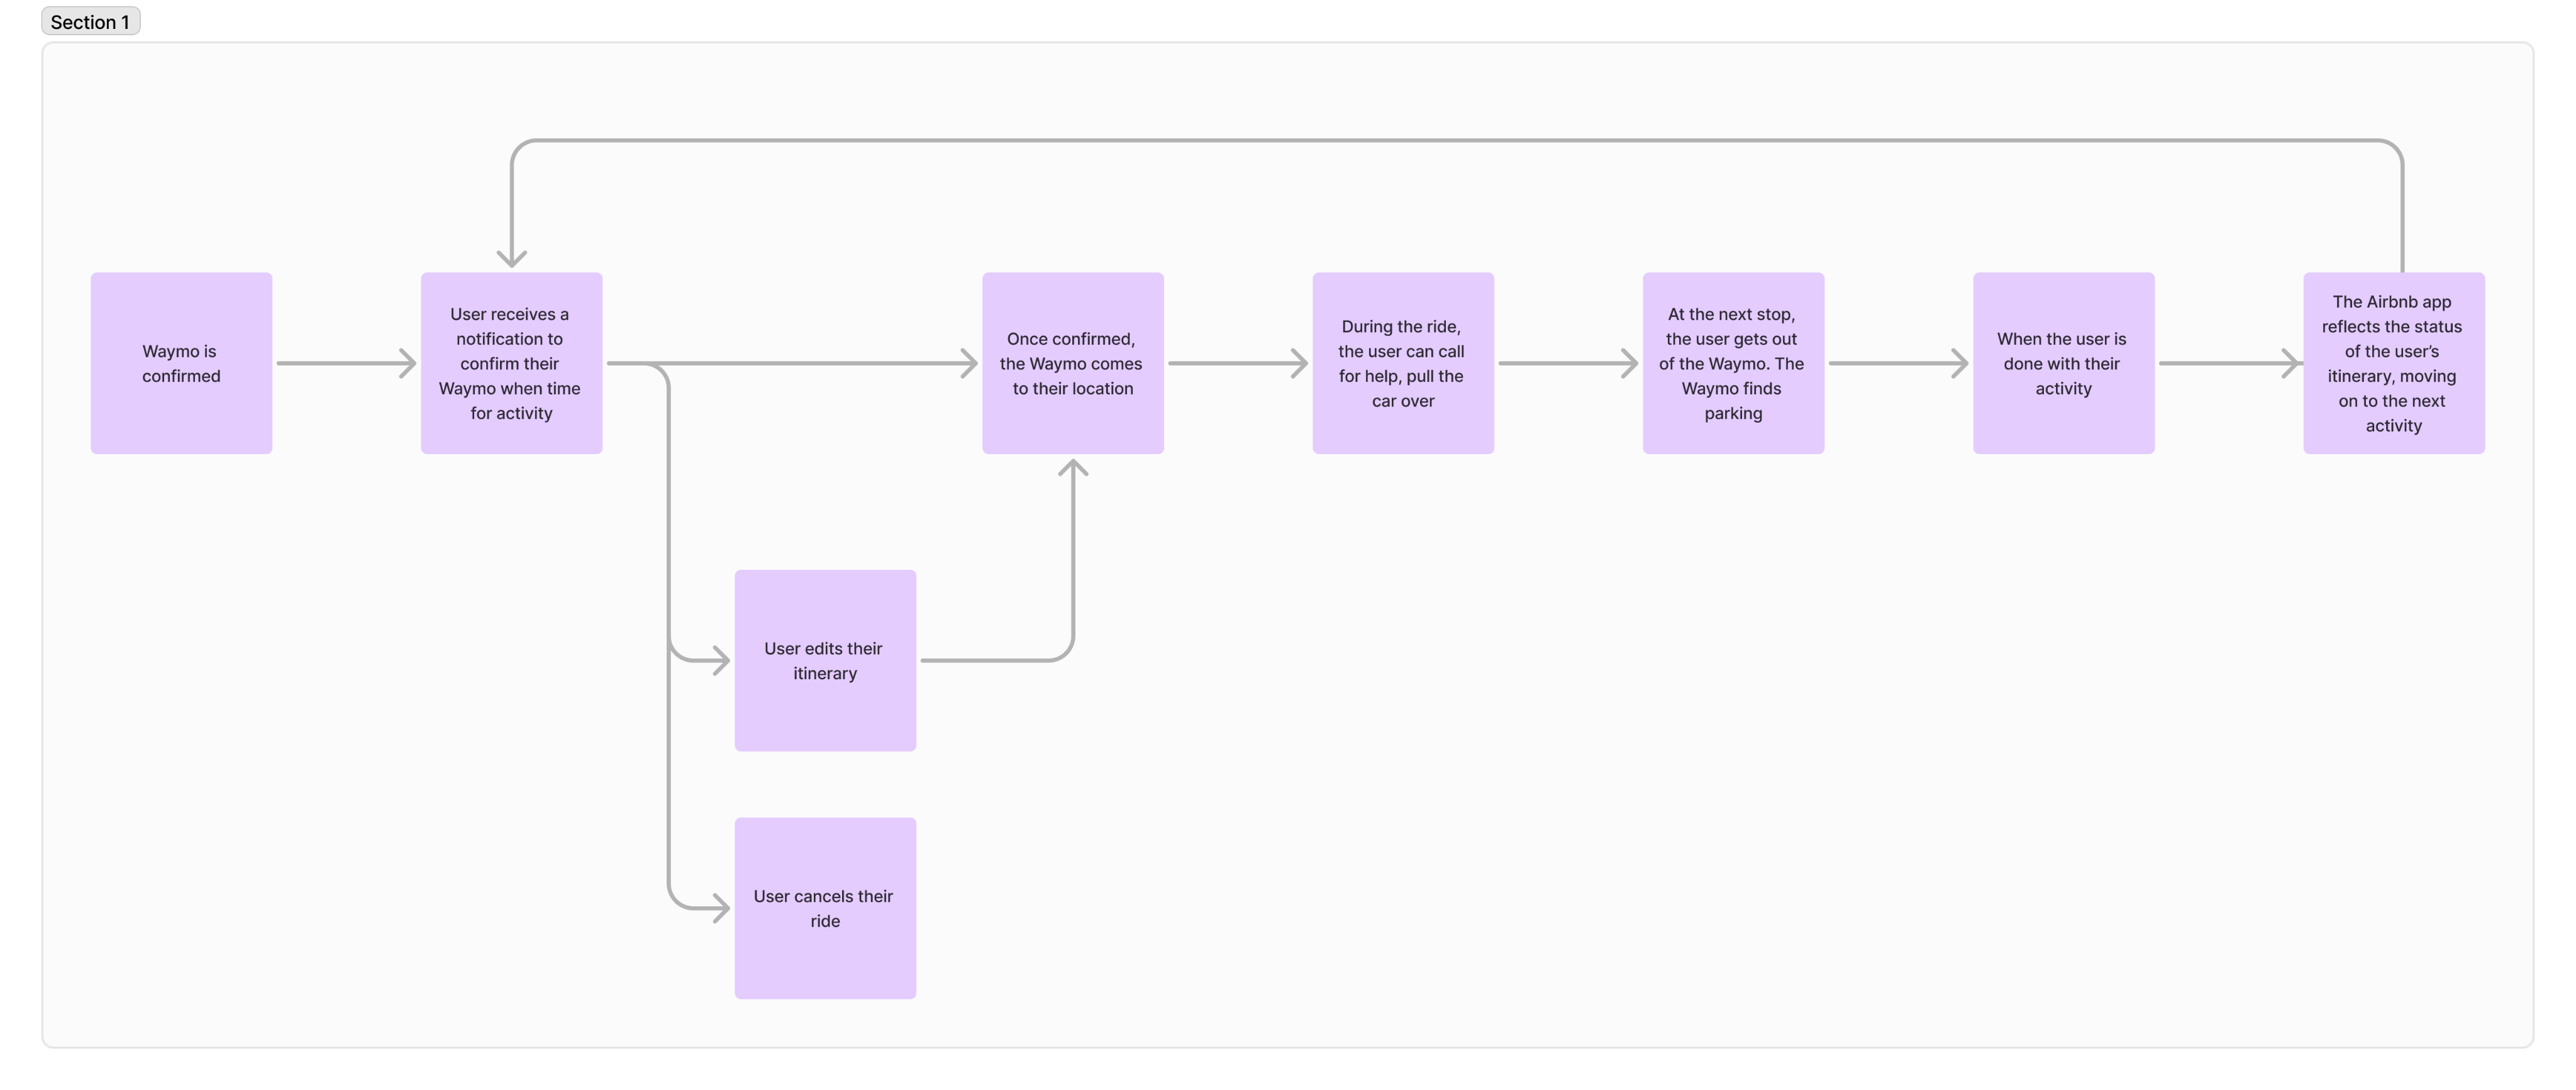 Section 1
Waymo is
confirmed
User receives a
notification to
confirm their
Waymo when time
for activity
Once confirmed,
the Waymo comes
to their location
During the ride,
the user can call
for help, pull the
car over
At the next stop,
the user gets out
of the Waymo. The
Waymo finds
parking
When the user is
done with their
activity
The Airbnb app
reflects the status
of the user’s
itinerary, moving
on to the next
activity
User edits their
itinerary
User cancels their
ride